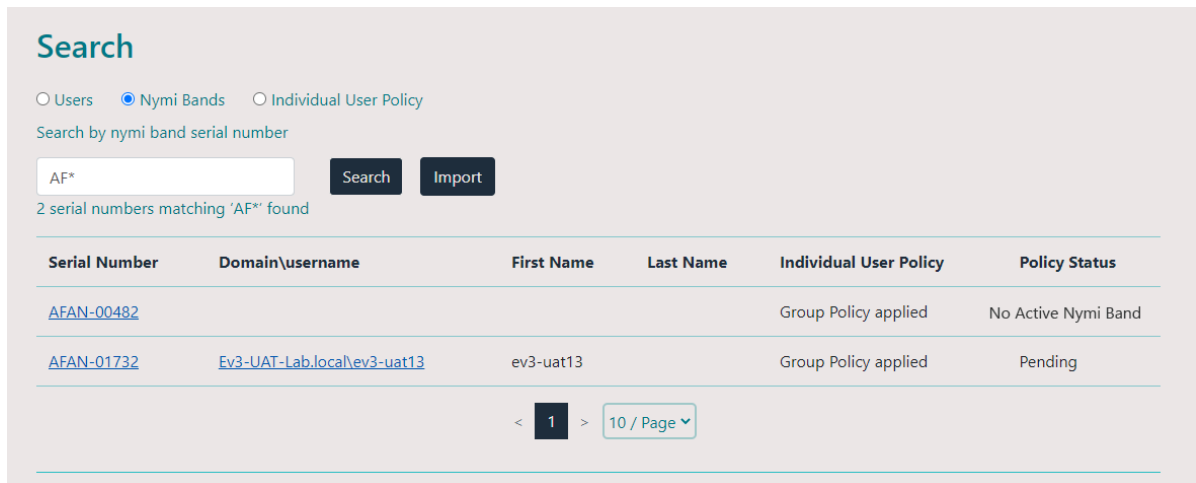 Search
Users Nymi Bands Individual User Policy
Search by nymi band serial number
AF* Search Import
2 serial numbers matching ‘AF*’ found
Serial Number Domain\username First Name Last Name Individual User Policy Policy Status
AFAN-00482 Group Policy applied No Active Nymi Band
AFAN-01732 Ev3-UAT-Lab.local\ev3-uat13 ev3-uat13 Group Policy applied Pending
< 1 > 10 / Page